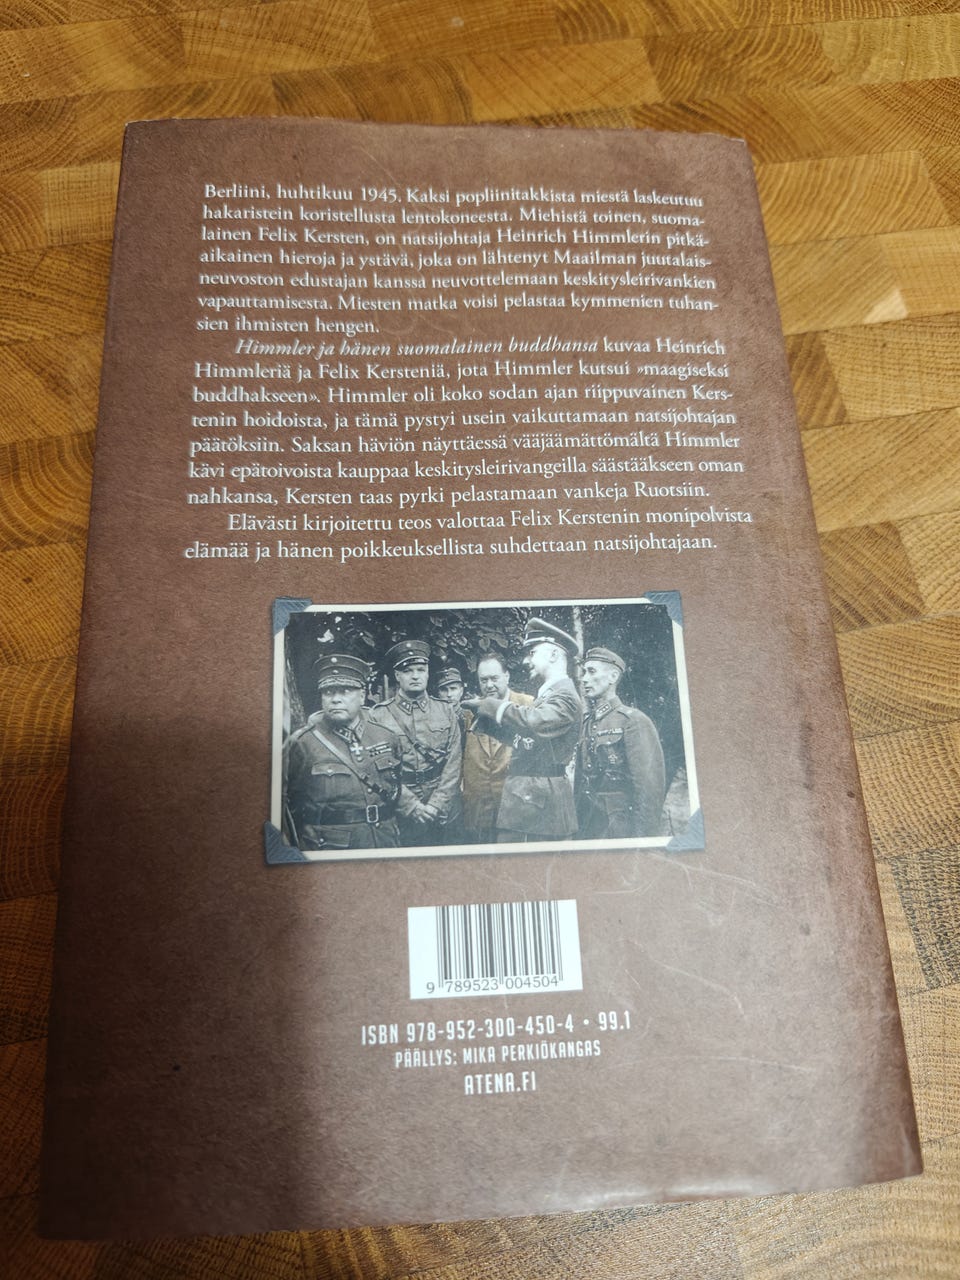 Berliini, huhtikuu 1945. Kaksi popliinitakkista miestä laskeutuu
hakaristein koristellusta lentokoneesta. Miehistä toinen, suoma-
lainen Felix Kersten, on natsijohtaja Heinrich Himmlerin pitkä-
aikainen hieroja ja ystävä, joka on lähtenyt Maailman juutalais-
neuvoston edustajan kanssa neuvottelemaan keskitysleirivankien
vapauttamisesta. Miesten matka voisi pelastaa kymmenien tuhan-
sien ihmisten hengen.
Himmler ja hänen suomalainen buddhansa kuvaa Heinrich
Himmleriä ja Felix Kersteniä, jota Himmler kutsui »maagiseksi
buddhakseen». Himmler oli koko sodan ajan riippuvainen Kers-
tenin hoidoista, ja tämä pystyi usein vaikuttamaan natsijohtajan
päätöksiin. Saksan häviön näyttäessä vääjäämättömältä Himmler
kävi epätoivoista kauppaa keskitysleirivangeilla säästääkseen oman
nahkansa, Kersten taas pyrki pelastamaan vankeja Ruotsiin.
Elävästi kirjoitettu teos valottaa Felix Kerstenin monipolvista
elämää ja hänen poikkeuksellista suhdettaan natsijohtajaan.
9 789523 004504
ISBN 978-952-300-450-4 • 99.1
PÄÄLLYS: MIKA PERKIÖKANGAS
ATENA.FI